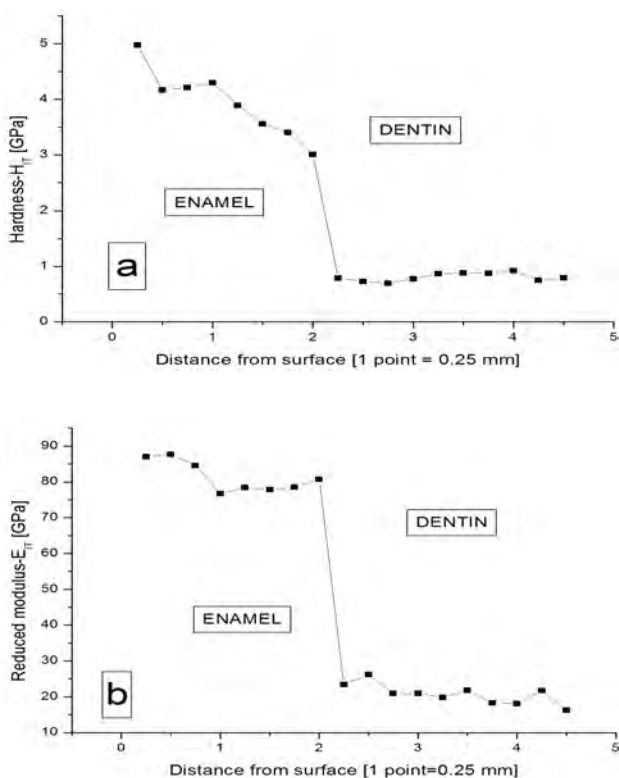 5
4
3
2
1
0
Hardness-H_IT [GPa]
DENTIN
ENAMEL
a
0 1 2 3 4 5
Distance from surface [1 point = 0.25 mm]
90
80
70
60
50
40
30
20
10
Reduced modulus-E_IT [GPa]
DENTIN
ENAMEL
b
0 1 2 3 4 5
Distance from surface [1 point=0.25 mm]